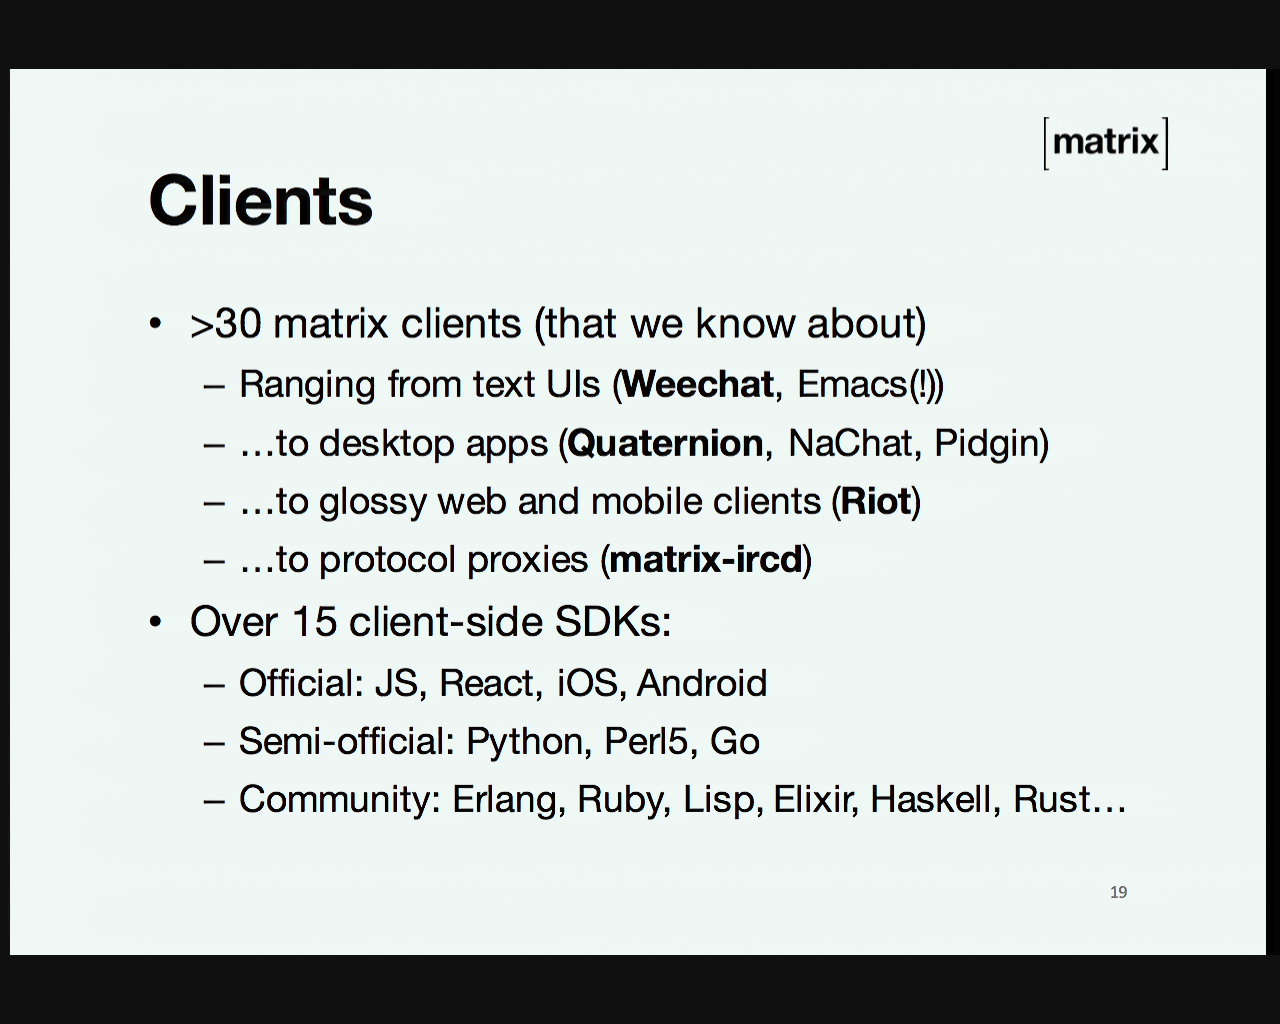 [matrix]
Clients
• >30 matrix clients (that we know about)
– Ranging from text UIs (Weechat, Emacs(!))
– …to desktop apps (Quaternion, NaChat, Pidgin)
– …to glossy web and mobile clients (Riot)
– …to protocol proxies (matrix-ircd)
• Over 15 client-side SDKs:
– Official: JS, React, iOS, Android
– Semi-official: Python, Perl5, Go
– Community: Erlang, Ruby, Lisp, Elixir, Haskell, Rust…
19